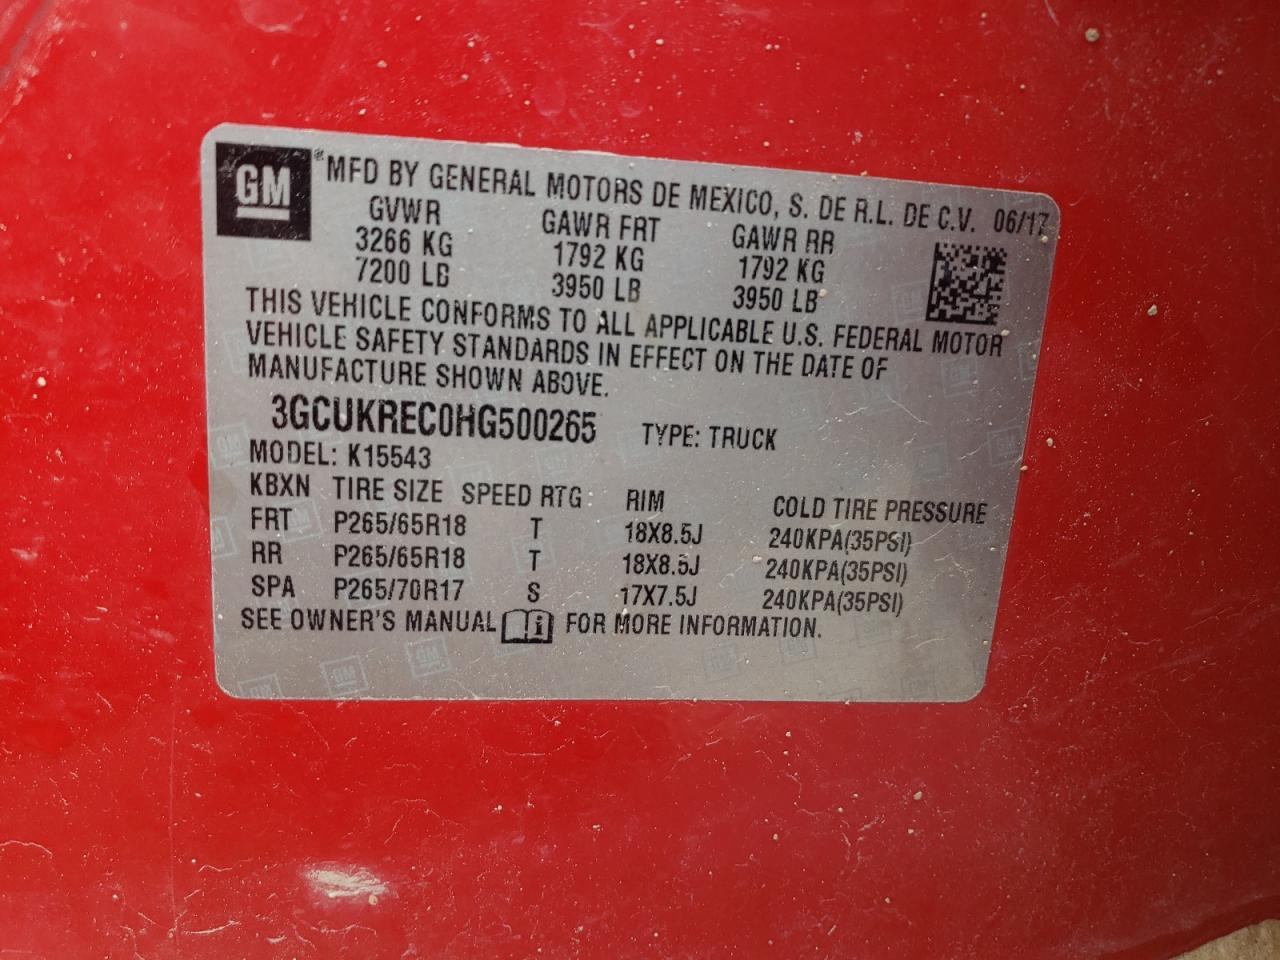 GM ® MFD BY GENERAL MOTORS DE MEXICO, S. DE R.L. DE C.V. 06/17
GVWR GAWR FRT GAWR RR
3266 KG 1792 KG 1792 KG
7200 LB 3950 LB 3950 LB
THIS VEHICLE CONFORMS TO ALL APPLICABLE U.S. FEDERAL MOTOR
VEHICLE SAFETY STANDARDS IN EFFECT ON THE DATE OF
MANUFACTURE SHOWN ABOVE.
3GCUKREC0HG500265 TYPE: TRUCK
MODEL: K15543
KBXN TIRE SIZE SPEED RTG RIM COLD TIRE PRESSURE
FRT P265/65R18 T 18X8.5J 240KPA(35PSI)
RR P265/65R18 T 18X8.5J 240KPA(35PSI)
SPA P265/70R17 S 17X7.5J 240KPA(35PSI)
SEE OWNER'S MANUAL i FOR MORE INFORMATION.